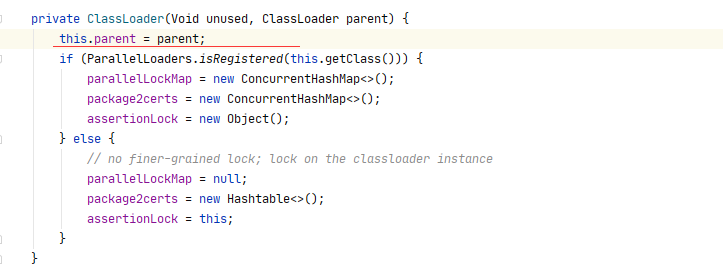 private ClassLoader(Void unused, ClassLoader parent) {
this.parent = parent;
if (ParallelLoaders.isRegistered(this.getClass())) {
parallelLockMap = new ConcurrentHashMap<>();
package2certs = new ConcurrentHashMap<>();
assertionLock = new Object();
} else {
// no finer-grained lock; lock on the classloader instance
parallelLockMap = null;
package2certs = new Hashtable<>();
assertionLock = this;
}
}